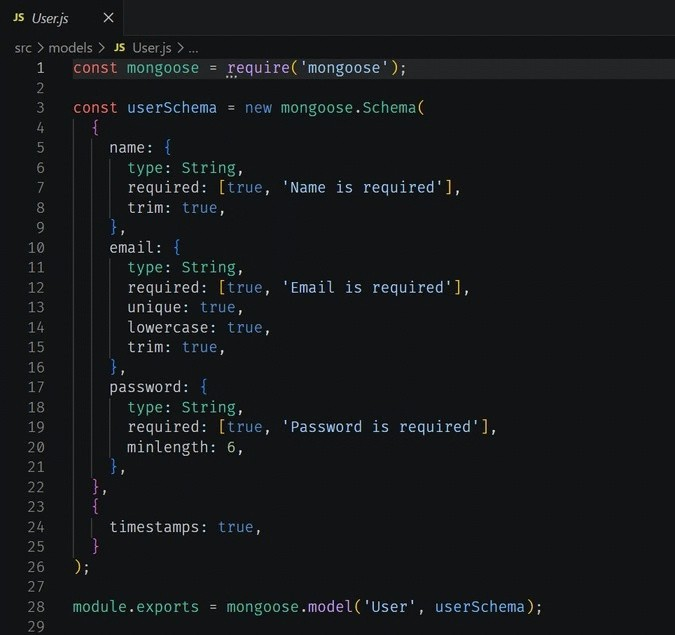 JS User.js ×
src > models > JS User.js > ...
1 const mongoose = require('mongoose');
2
3 const userSchema = new mongoose.Schema(
4   {
5     name: {
6       type: String,
7       required: [true, 'Name is required'],
8       trim: true,
9     },
10     email: {
11       type: String,
12       required: [true, 'Email is required'],
13       unique: true,
14       lowercase: true,
15       trim: true,
16     },
17     password: {
18       type: String,
19       required: [true, 'Password is required'],
20       minlength: 6,
21     },
22   },
23   {
24     timestamps: true,
25   }
26 );
27
28 module.exports = mongoose.model('User', userSchema);
29